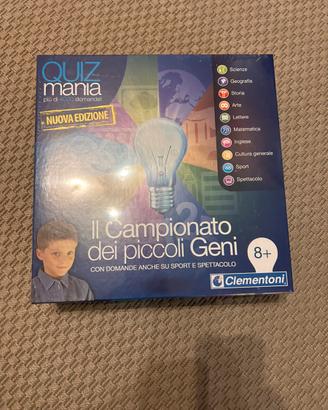 QUIZ
mania
più di domande!
NUOVA EDIZIONE
Scienze
Geografia
Storia
Arte
Lettere
Matematica
Inglese
Cultura generale
Sport
Spettacolo
Il Campionato
dei piccoli Geni
CON DOMANDE ANCHE SU SPORT E SPETTACOLO
8+
Clementoni